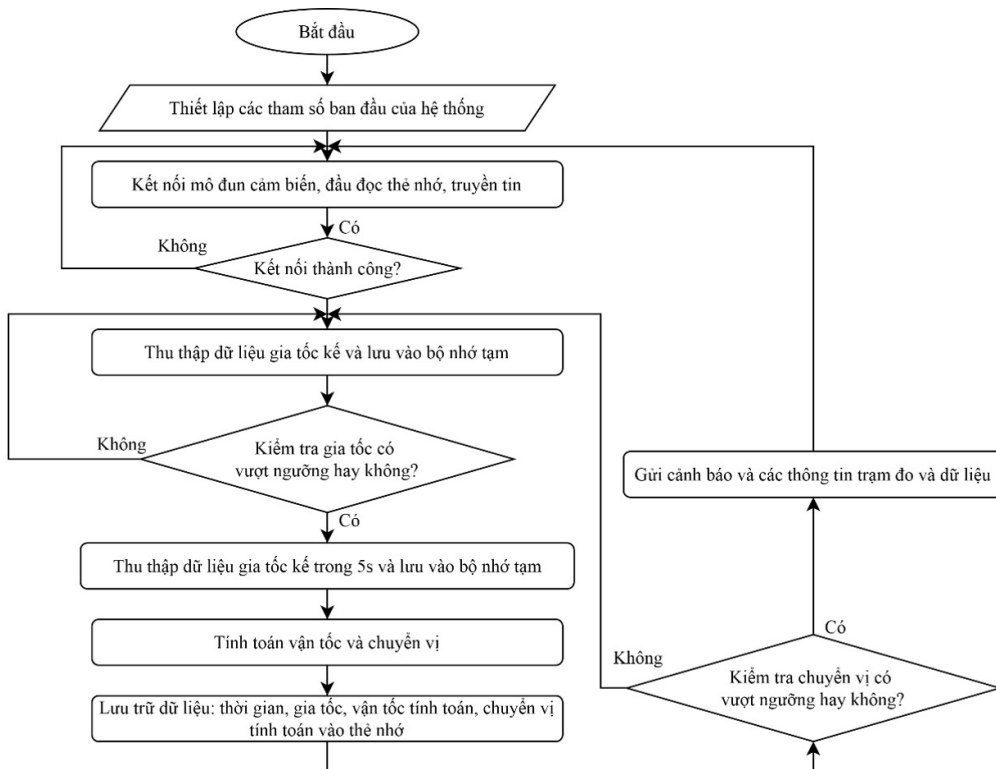 Bắt đầu
Thiết lập các tham số ban đầu của hệ thống
Kết nối mô đun cảm biến, đầu đọc thẻ nhớ, truyền tin
Có
Không
Kết nối thành công?
Thu thập dữ liệu gia tốc kế và lưu vào bộ nhớ tạm
Không
Kiểm tra gia tốc có
vượt ngưỡng hay không?
Có
Thu thập dữ liệu gia tốc kế trong 5s và lưu vào bộ nhớ tạm
Tính toán vận tốc và chuyển vị
Lưu trữ dữ liệu: thời gian, gia tốc, vận tốc tính toán, chuyển vị
tính toán vào thẻ nhớ
Gửi cảnh báo và các thông tin trạm đo và dữ liệu
Có
Không
Kiểm tra chuyển vị có
vượt ngưỡng hay không?